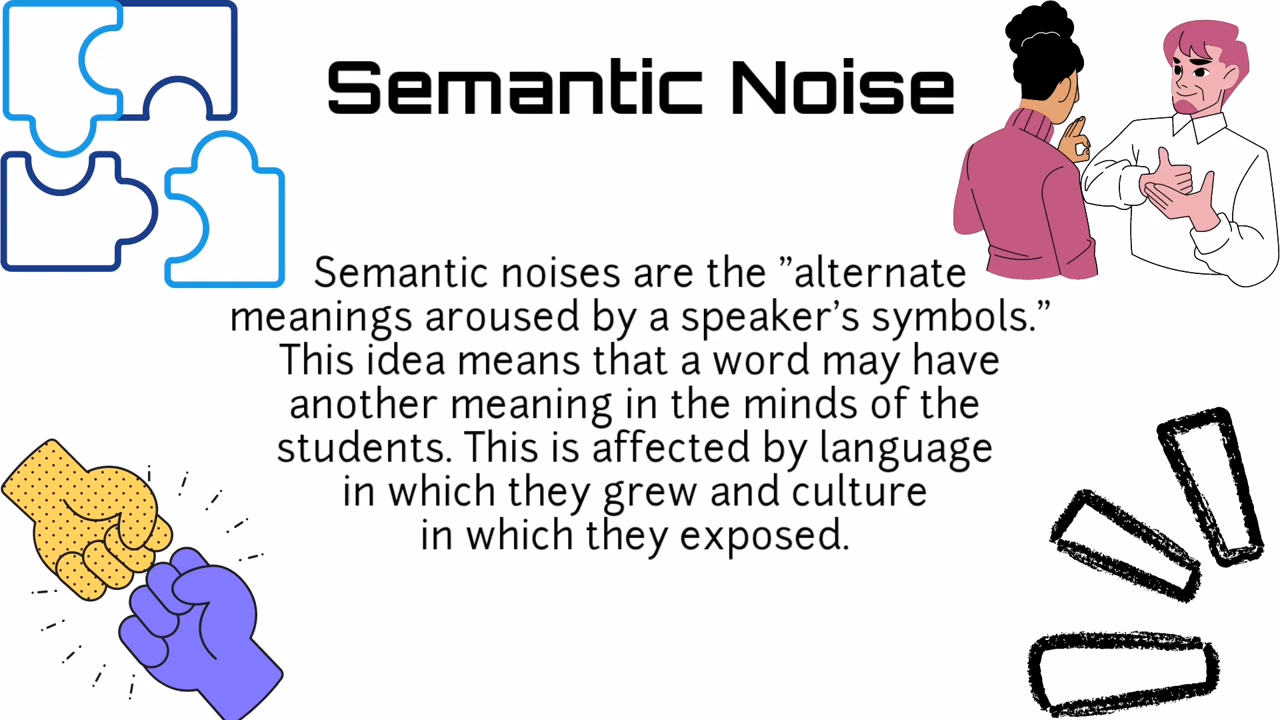 Semantic Noise
Semantic noises are the ”alternate
meanings aroused by a speaker’s symbols.”
This idea means that a word may have
another meaning in the minds of the
students. This is affected by language
in which they grew and culture
in which they exposed.